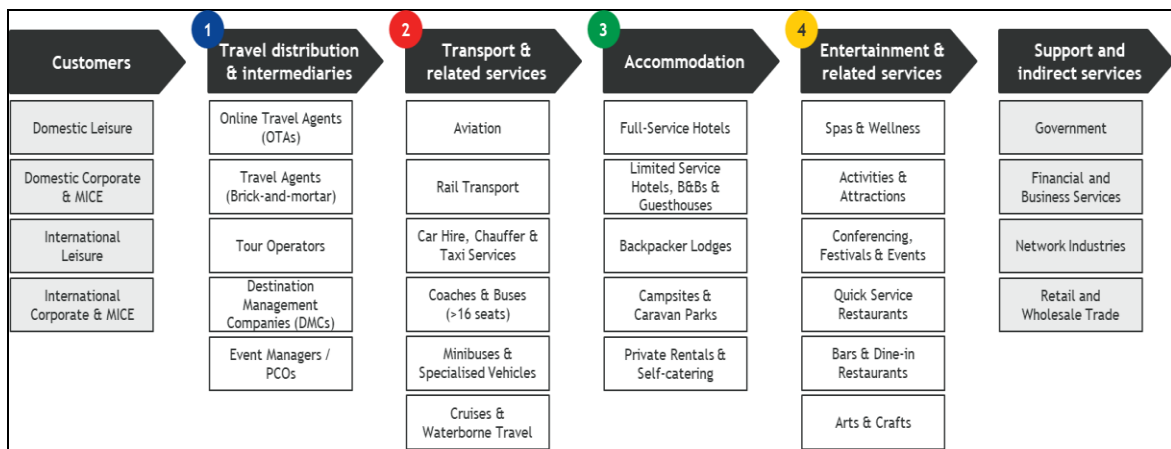 Customers
Domestic Leisure
Domestic Corporate
& MICE
International
Leisure
International
Corporate & MICE
1
Travel distribution
& intermediaries
Online Travel Agents
(OTAs)
Travel Agents
(Brick-and-mortar)
Tour Operators
Destination
Management
Companies (DMCs)
Event Managers /
PCOs
2
Transport &
related services
Aviation
Rail Transport
Car Hire, Chauffer &
Taxi Services
Coaches & Buses
(>16 seats)
Minibuses &
Specialised Vehicles
Cruises &
Waterborne Travel
3
Accommodation
Full-Service Hotels
Limited Service
Hotels, B&Bs &
Guesthouses
Backpacker Lodges
Campsites &
Caravan Parks
Private Rentals &
Self-catering
4
Entertainment &
related services
Spas & Wellness
Activities &
Attractions
Conferencing,
Festivals & Events
Quick Service
Restaurants
Bars & Dine-in
Restaurants
Arts & Crafts
Support and
indirect services
Government
Financial and
Business Services
Network Industries
Retail and
Wholesale Trade